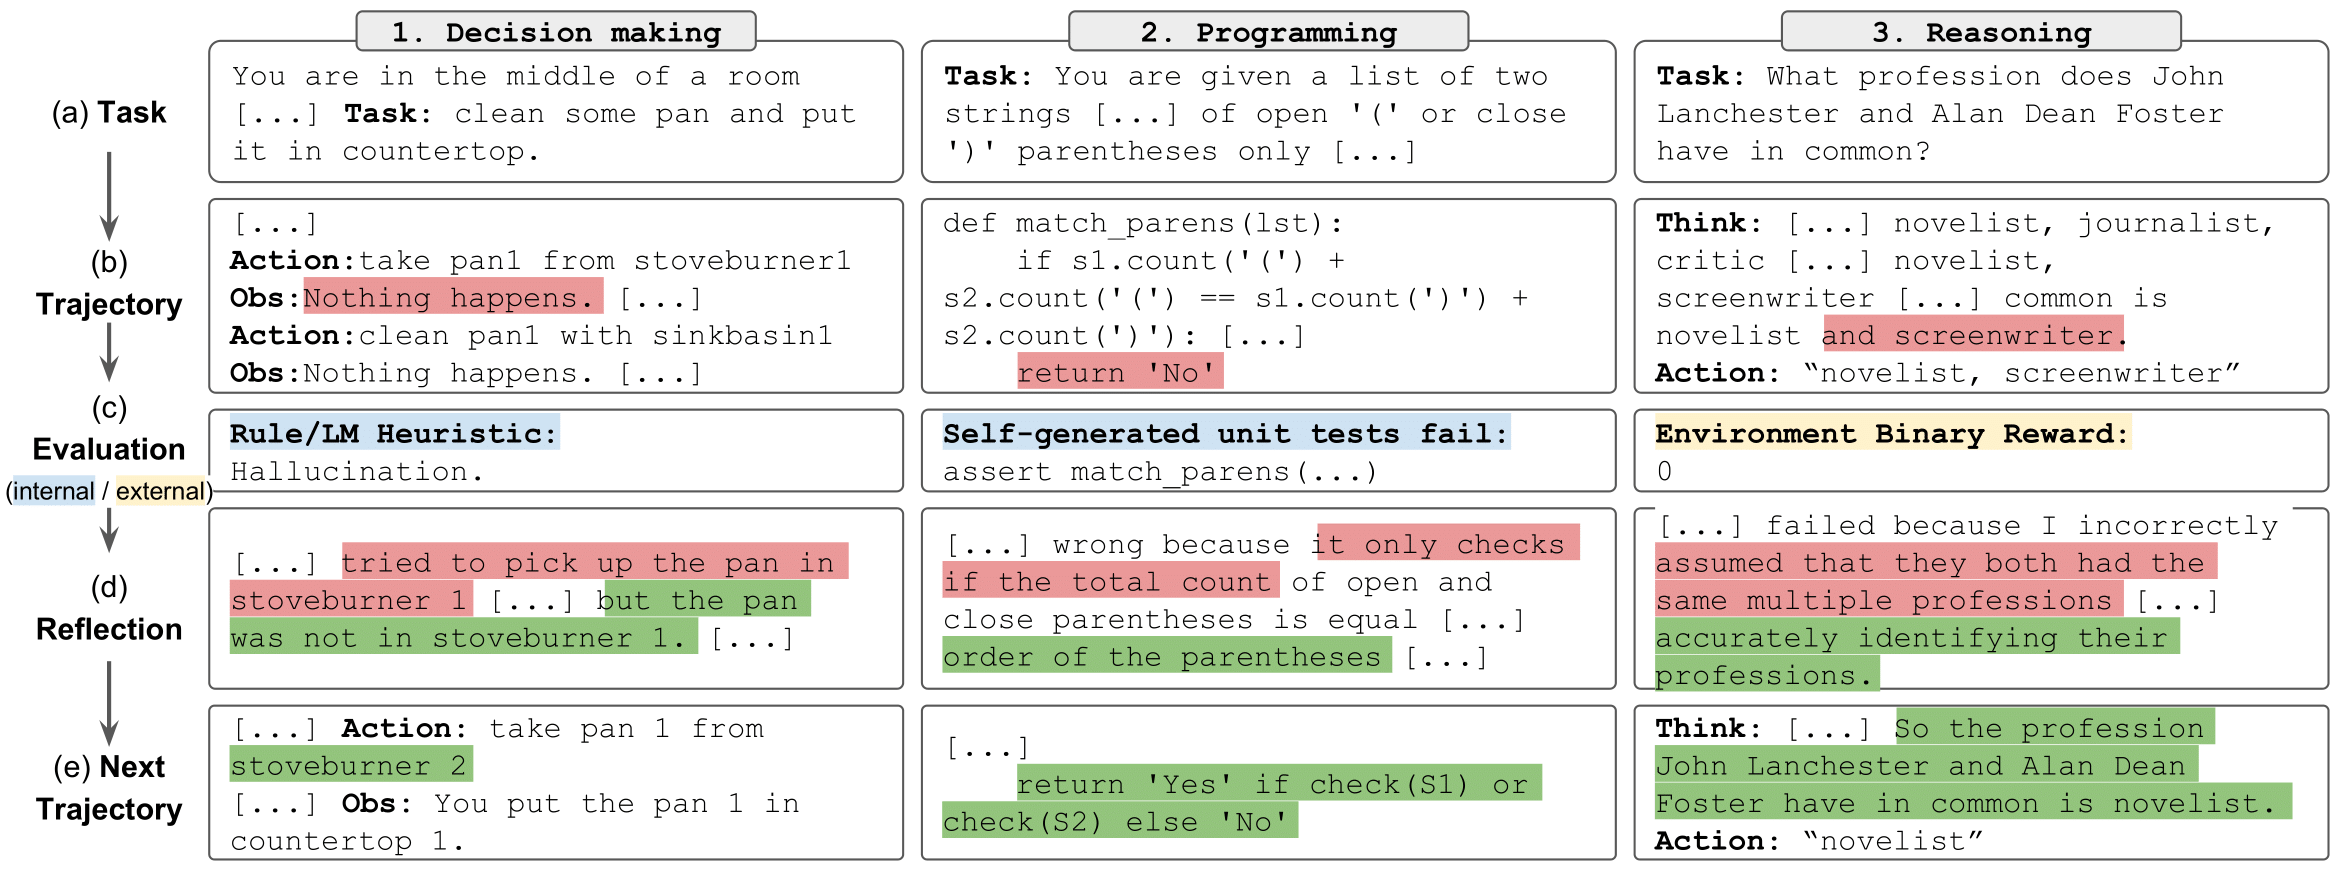 1. Decision making
2. Programming
3. Reasoning
(a) Task
You are in the middle of a room
[...] Task: clean some pan and put
it in countertop.
Task: You are given a list of two
strings [...] of open '(' or close
')' parentheses only [...]
Task: What profession does John
Lanchester and Alan Dean Foster
have in common?
(b)
Trajectory
[...]
Action:take pan1 from stoveburner1
Obs:Nothing happens. [...]
Action:clean pan1 with sinkbasin1
Obs:Nothing happens. [...]
def match_parens(lst):
    if s1.count('(') +
s2.count('(') == s1.count(')') +
s2.count(')'): [...]
    return 'No'
Think: [...] novelist, journalist,
critic [...] novelist,
screenwriter [...] common is
novelist and screenwriter.
Action: “novelist, screenwriter”
(c)
Evaluation
(internal / external)
Rule/LM Heuristic:
Hallucination.
Self-generated unit tests fail:
assert match_parens(...)
Environment Binary Reward:
0
(d)
Reflection
[...] tried to pick up the pan in
stoveburner 1 [...] but the pan
was not in stoveburner 1. [...]
[...] wrong because it only checks
if the total count of open and
close parentheses is equal [...]
order of the parentheses [...]
[...] failed because I incorrectly
assumed that they both had the
same multiple professions [...]
accurately identifying their
professions.
(e) Next
Trajectory
[...] Action: take pan 1 from
stoveburner 2
[...] Obs: You put the pan 1 in
countertop 1.
[...]
    return 'Yes' if check(S1) or
check(S2) else 'No'
Think: [...] So the profession
John Lanchester and Alan Dean
Foster have in common is novelist.
Action: “novelist”